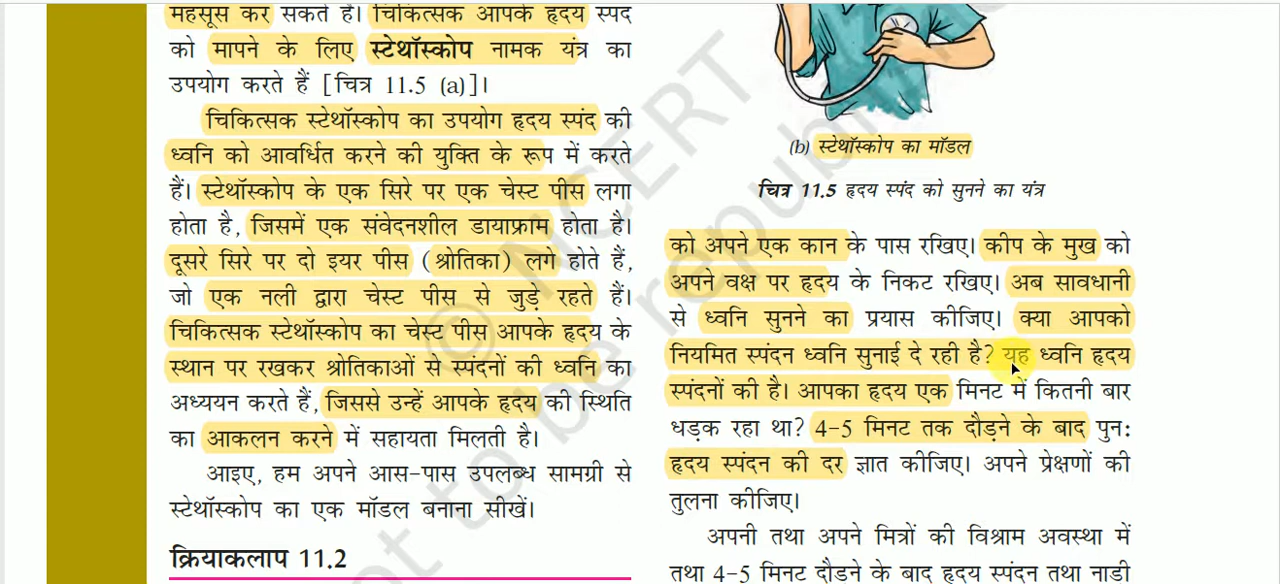 महसूस कर सकते हैं। चिकित्सक आपके हृदय स्पंद
को मापने के लिए स्टेथॉस्कोप नामक यंत्र का
उपयोग करते हैं [चित्र 11.5 (a)]।
चिकित्सक स्टेथॉस्कोप का उपयोग हृदय स्पंद की
ध्वनि को आवर्धित करने की युक्ति के रूप में करते
हैं। स्टेथॉस्कोप के एक सिरे पर एक चेस्ट पीस लगा
होता है, जिसमें एक संवेदनशील डायाफ्राम होता है।
दूसरे सिरे पर दो इयर पीस (श्रोतिका) लगे होते हैं,
जो एक नली द्वारा चेस्ट पीस से जुड़े रहते हैं।
चिकित्सक स्टेथॉस्कोप का चेस्ट पीस आपके हृदय के
स्थान पर रखकर श्रोतिकाओं से स्पंदनों की ध्वनि का
अध्ययन करते हैं, जिससे उन्हें आपके हृदय की स्थिति
का आकलन करने में सहायता मिलती है।
आइए, हम अपने आस-पास उपलब्ध सामग्री से
स्टेथॉस्कोप का एक मॉडल बनाना सीखें।
क्रियाकलाप 11.2
(b) स्टेथॉस्कोप का मॉडल
चित्र 11.5 हृदय स्पंद को सुनने का यंत्र
को अपने एक कान के पास रखिए। कीप के मुख को
अपने वक्ष पर हृदय के निकट रखिए। अब सावधानी
से ध्वनि सुनने का प्रयास कीजिए। क्या आपको
नियमित स्पंदन ध्वनि सुनाई दे रही है? यह ध्वनि हृदय
स्पंदनों की है। आपका हृदय एक मिनट में कितनी बार
धड़क रहा था? 4-5 मिनट तक दौड़ने के बाद पुन:
हृदय स्पंदन की दर ज्ञात कीजिए। अपने प्रेक्षणों की
तुलना कीजिए।
अपनी तथा अपने मित्रों की विश्राम अवस्था में
तथा 4-5 मिनट दौड़ने के बाद हृदय स्पंदन तथा नाड़ी
© NCERT
not to be republ